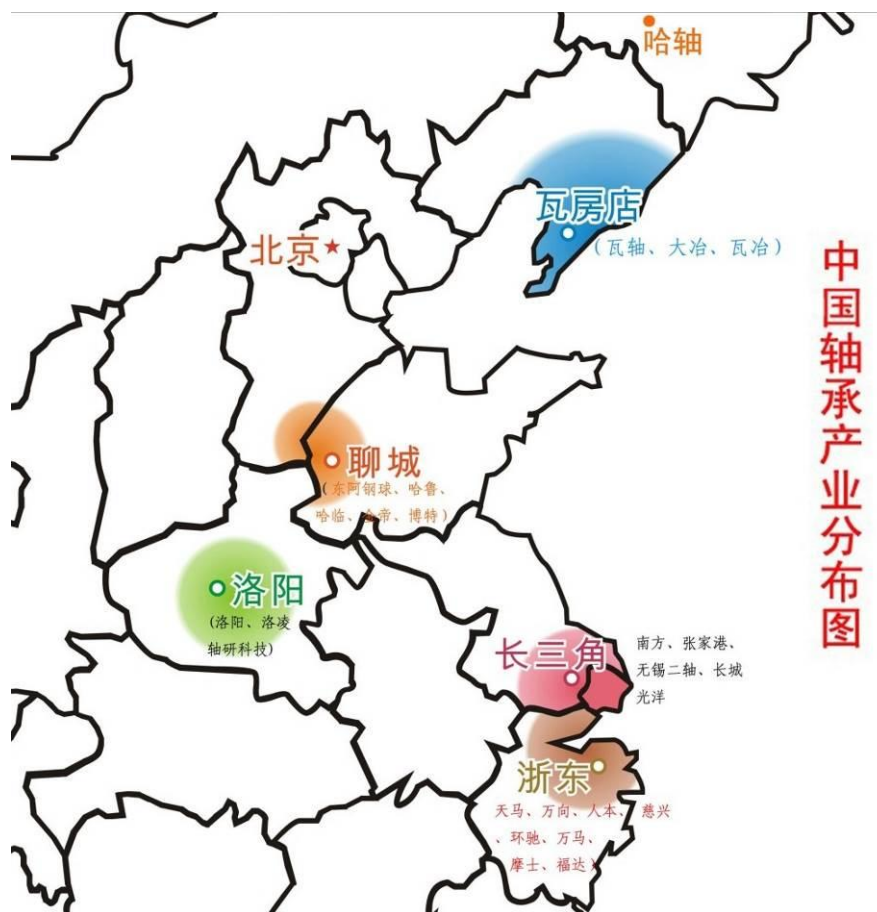 哈轴
瓦房店
（瓦轴、大冶、瓦冶）
北京
中国轴承产业分布图
聊城
（东阿钢球、哈鲁、
哈临、金帝、博特）
洛阳
(洛阳、洛凌
轴研科技)
长三角
南方、张家港、
无锡二轴、长城
光洋
浙东
天马、万向、人本、慈兴
、环驰、万马、
摩士、福达）